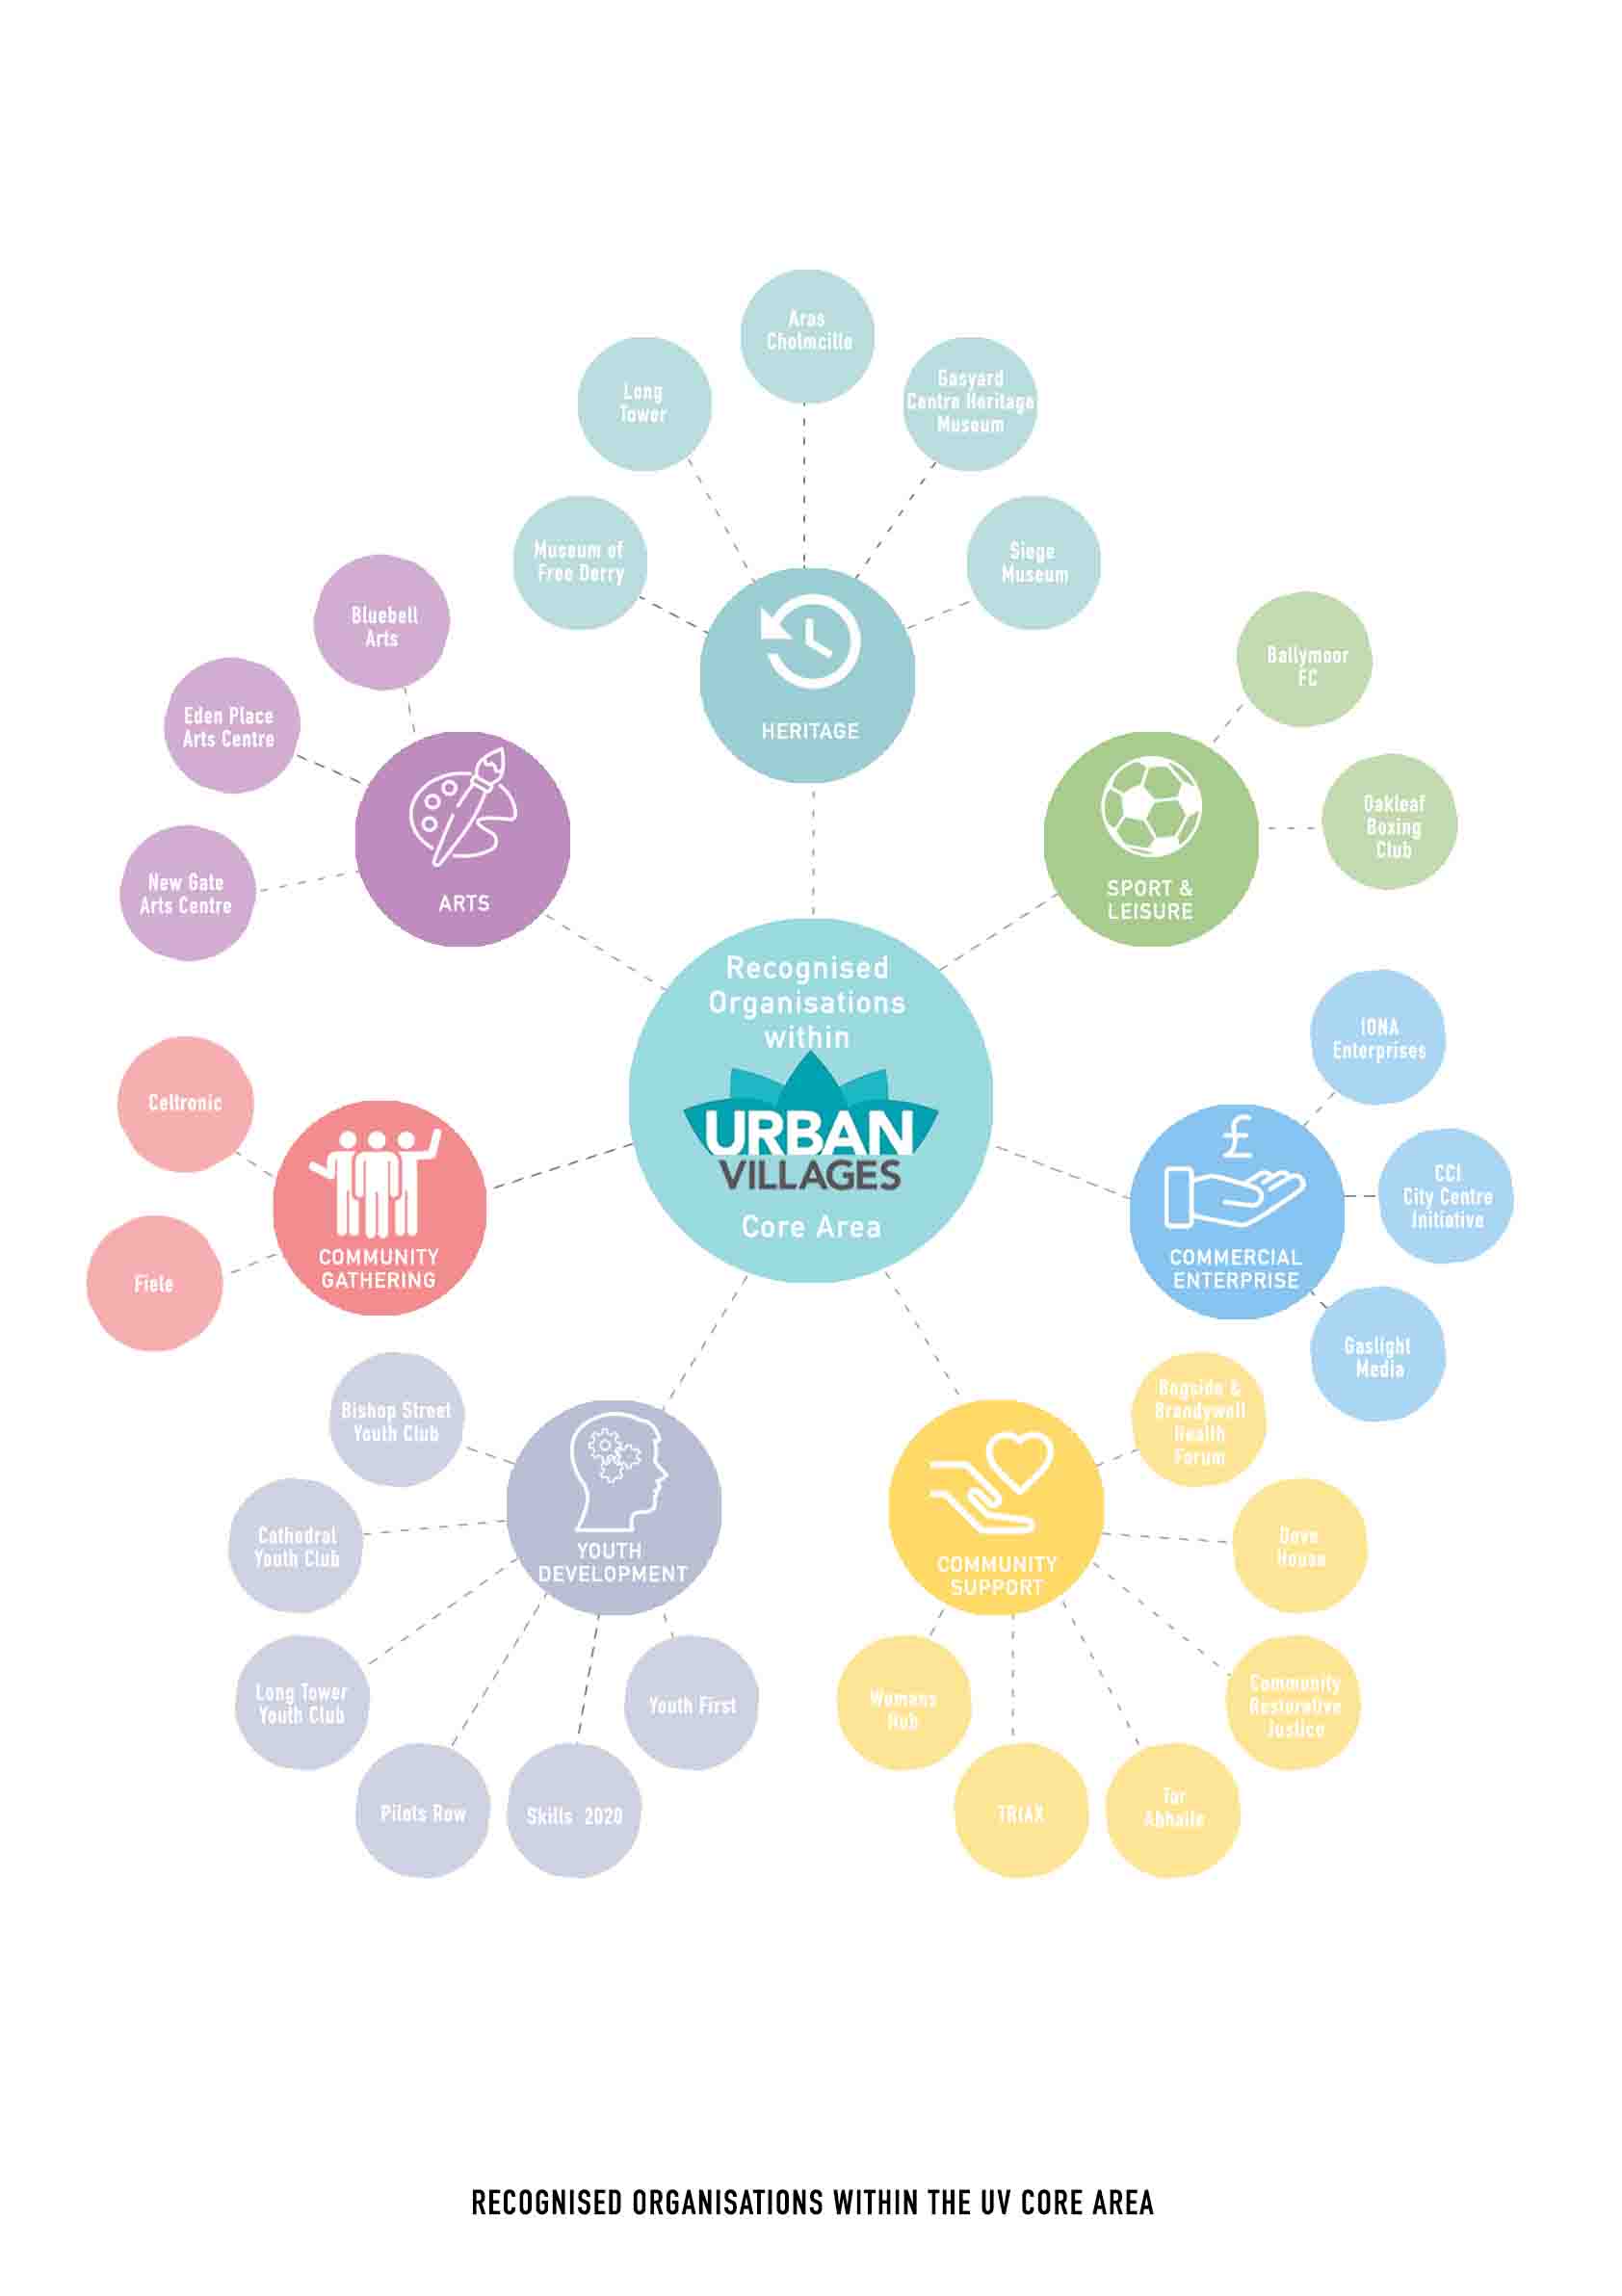 Aras
Cholmcille
Long
Tower
Gasyard
Centre Heritage
Museum
Museum of
Free Derry
Siege
Museum
HERITAGE
Bluebell
Arts
Eden Place
Arts Centre
New Gate
Arts Centre
ARTS
Ballymoor
FC
Oakleaf
Boxing
Club
SPORT &
LEISURE
Recognised
Organisations
within
URBAN
VILLAGES
Core Area
IONA
Enterprises
CCI
City Centre
Initiative
Gaslight
Media
£
COMMERCIAL
ENTERPRISE
Celtronic
Fiele
COMMUNITY
GATHERING
Bishop Street
Youth Club
Cathedral
Youth Club
Long Tower
Youth Club
Pilots Row
Skills 2020
Youth First
YOUTH
DEVELOPMENT
Bogside &
Brandywell
Health
Forum
Dove
House
Community
Restorative
Justice
Tar
Abhaile
TRIAX
Womans
Hub
COMMUNITY
SUPPORT
RECOGNISED ORGANISATIONS WITHIN THE UV CORE AREA